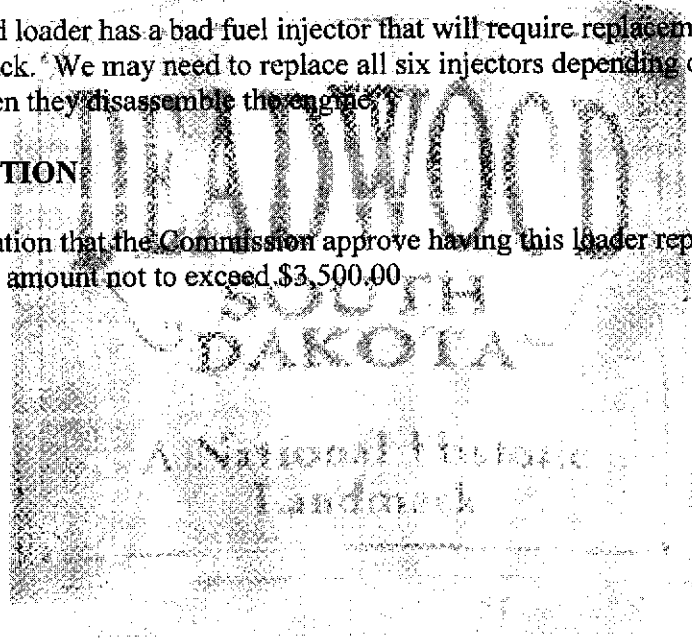 d loader has a bad fuel injector that will require replacem
ck. We may need to replace all six injectors depending
en they disassemble the engine.
DEADWOOD
TION
ation that the Commission approve having this loader rep
amount not to exceed $3,500.00
SOUTH
DAKOTA
A National Historic
Landmark